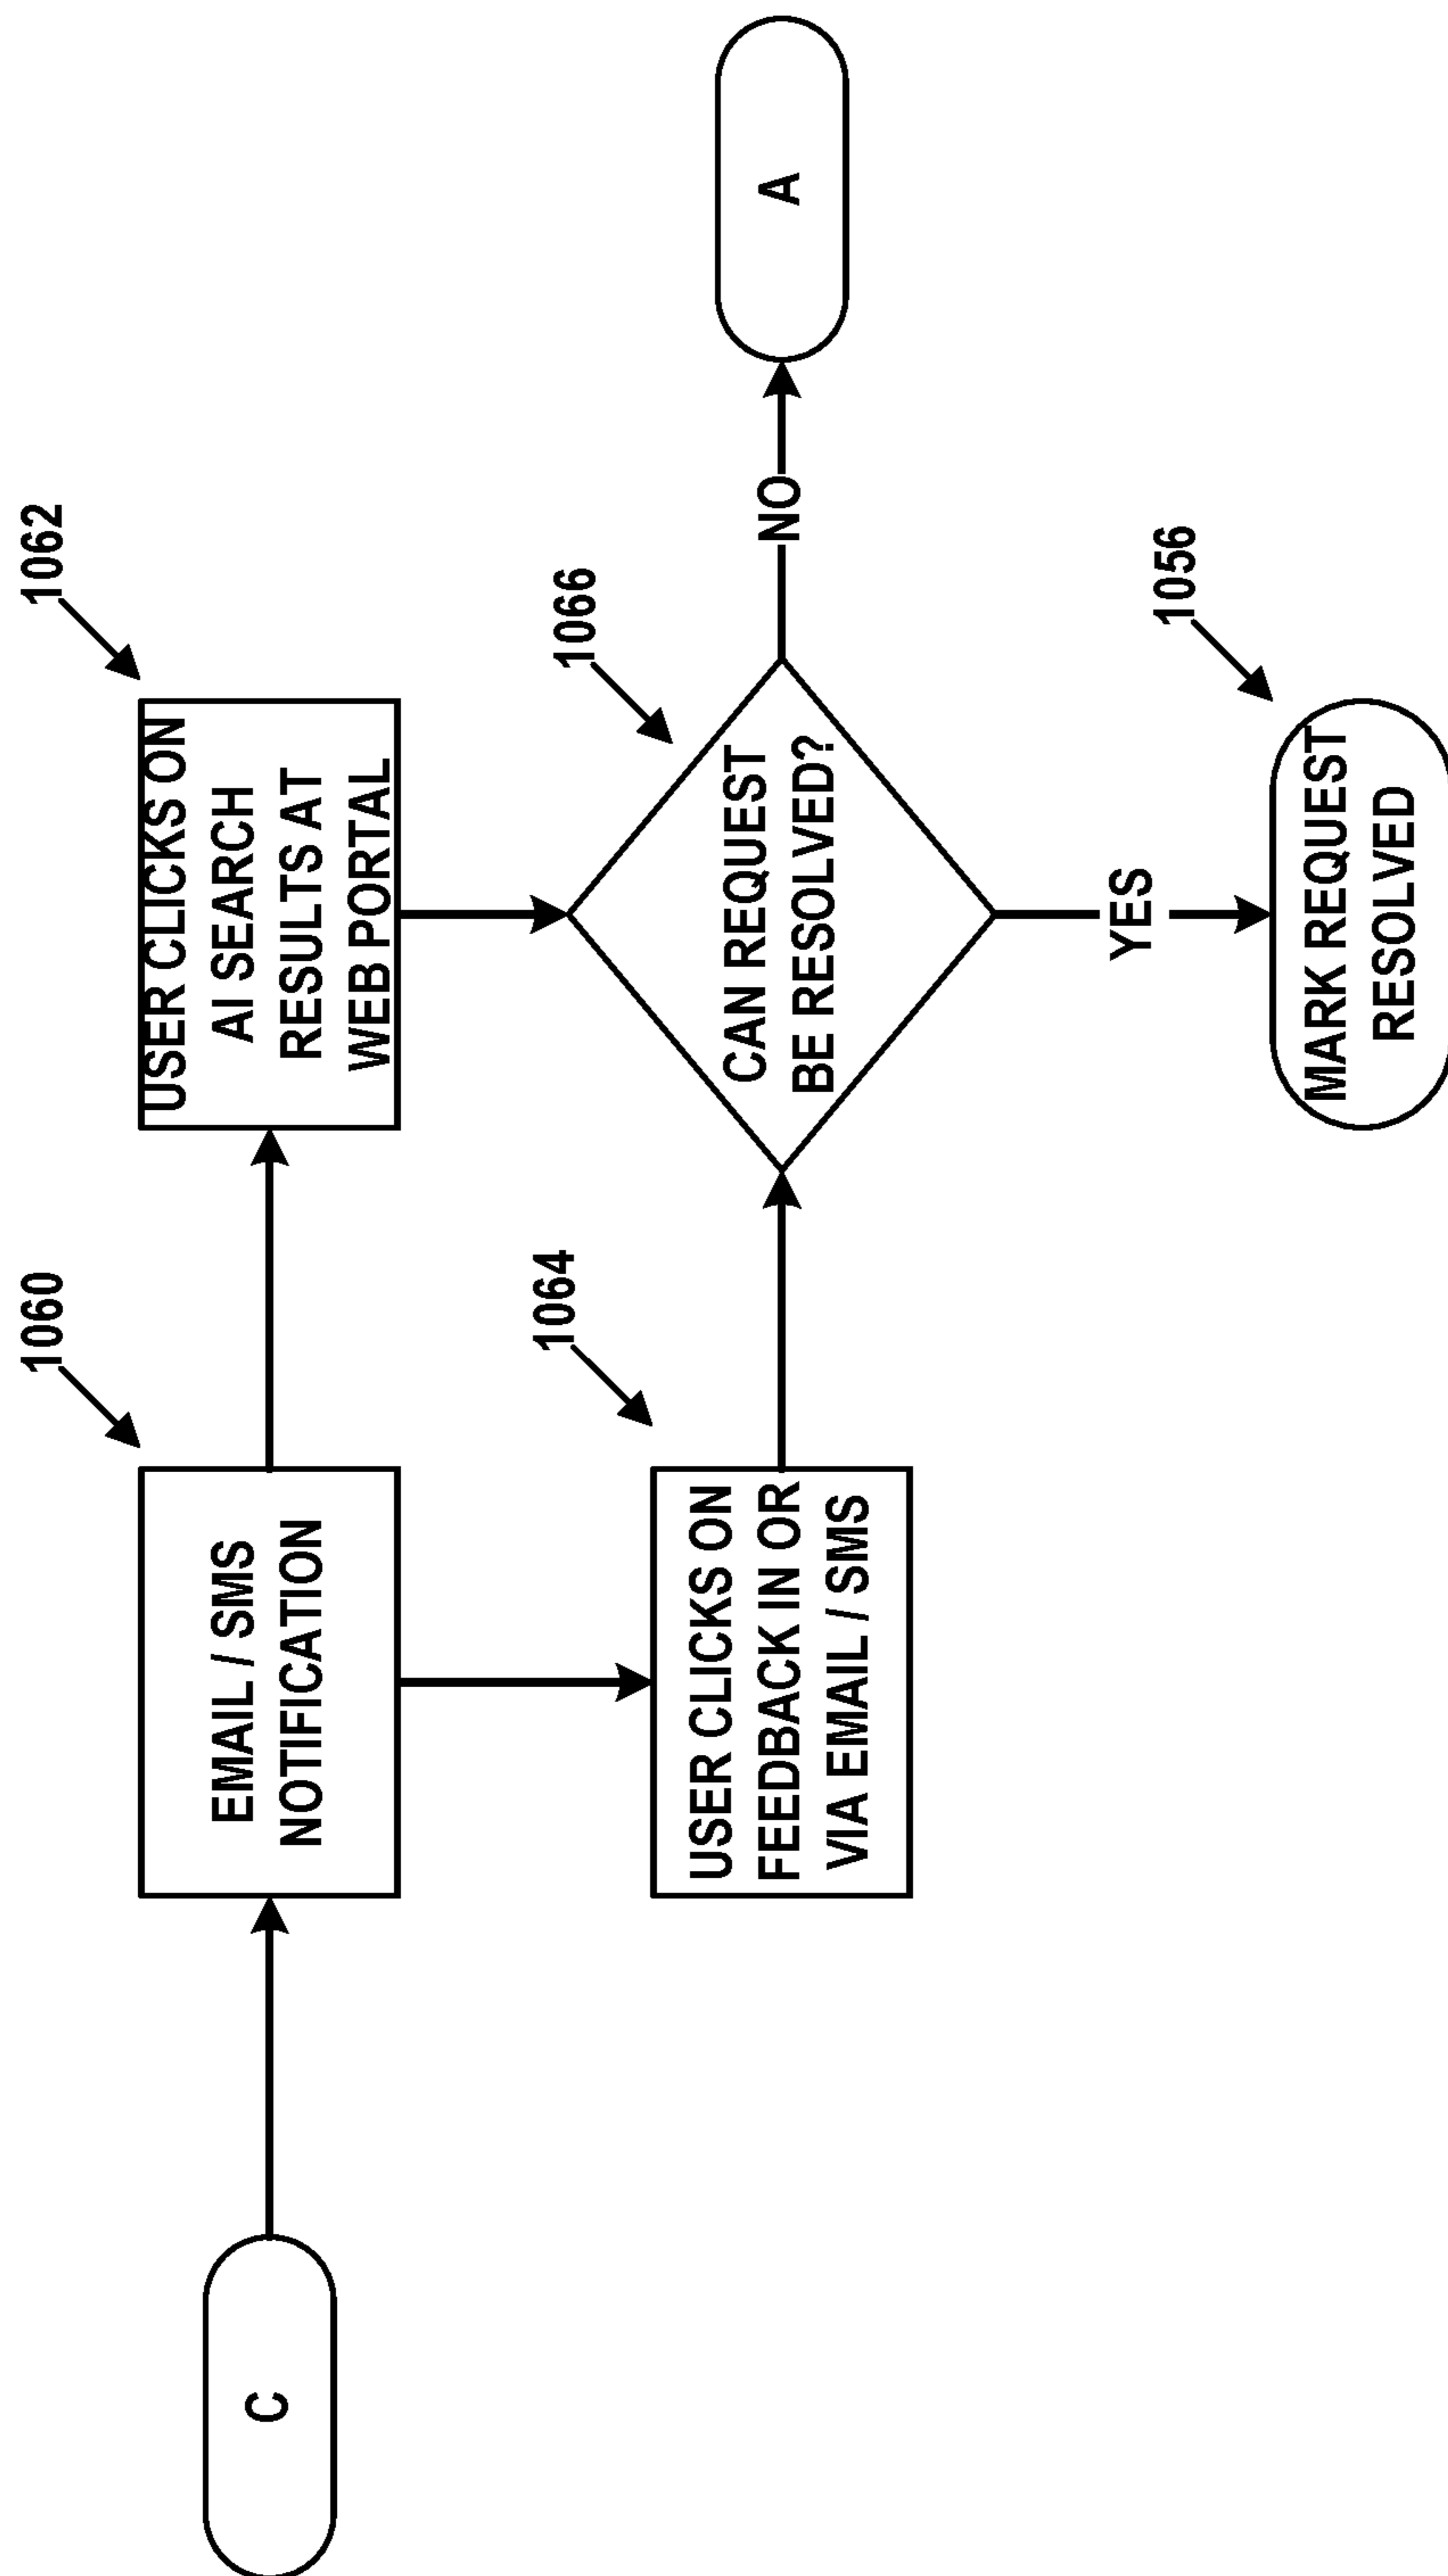 C
1060
EMAIL / SMS
NOTIFICATION
1062
USER CLICKS ON
AI SEARCH
RESULTS AT
WEB PORTAL
1064
USER CLICKS ON
FEEDBACK IN OR
VIA EMAIL / SMS
1066
CAN REQUEST
BE RESOLVED?
NO
A
YES
1056
MARK REQUEST
RESOLVED